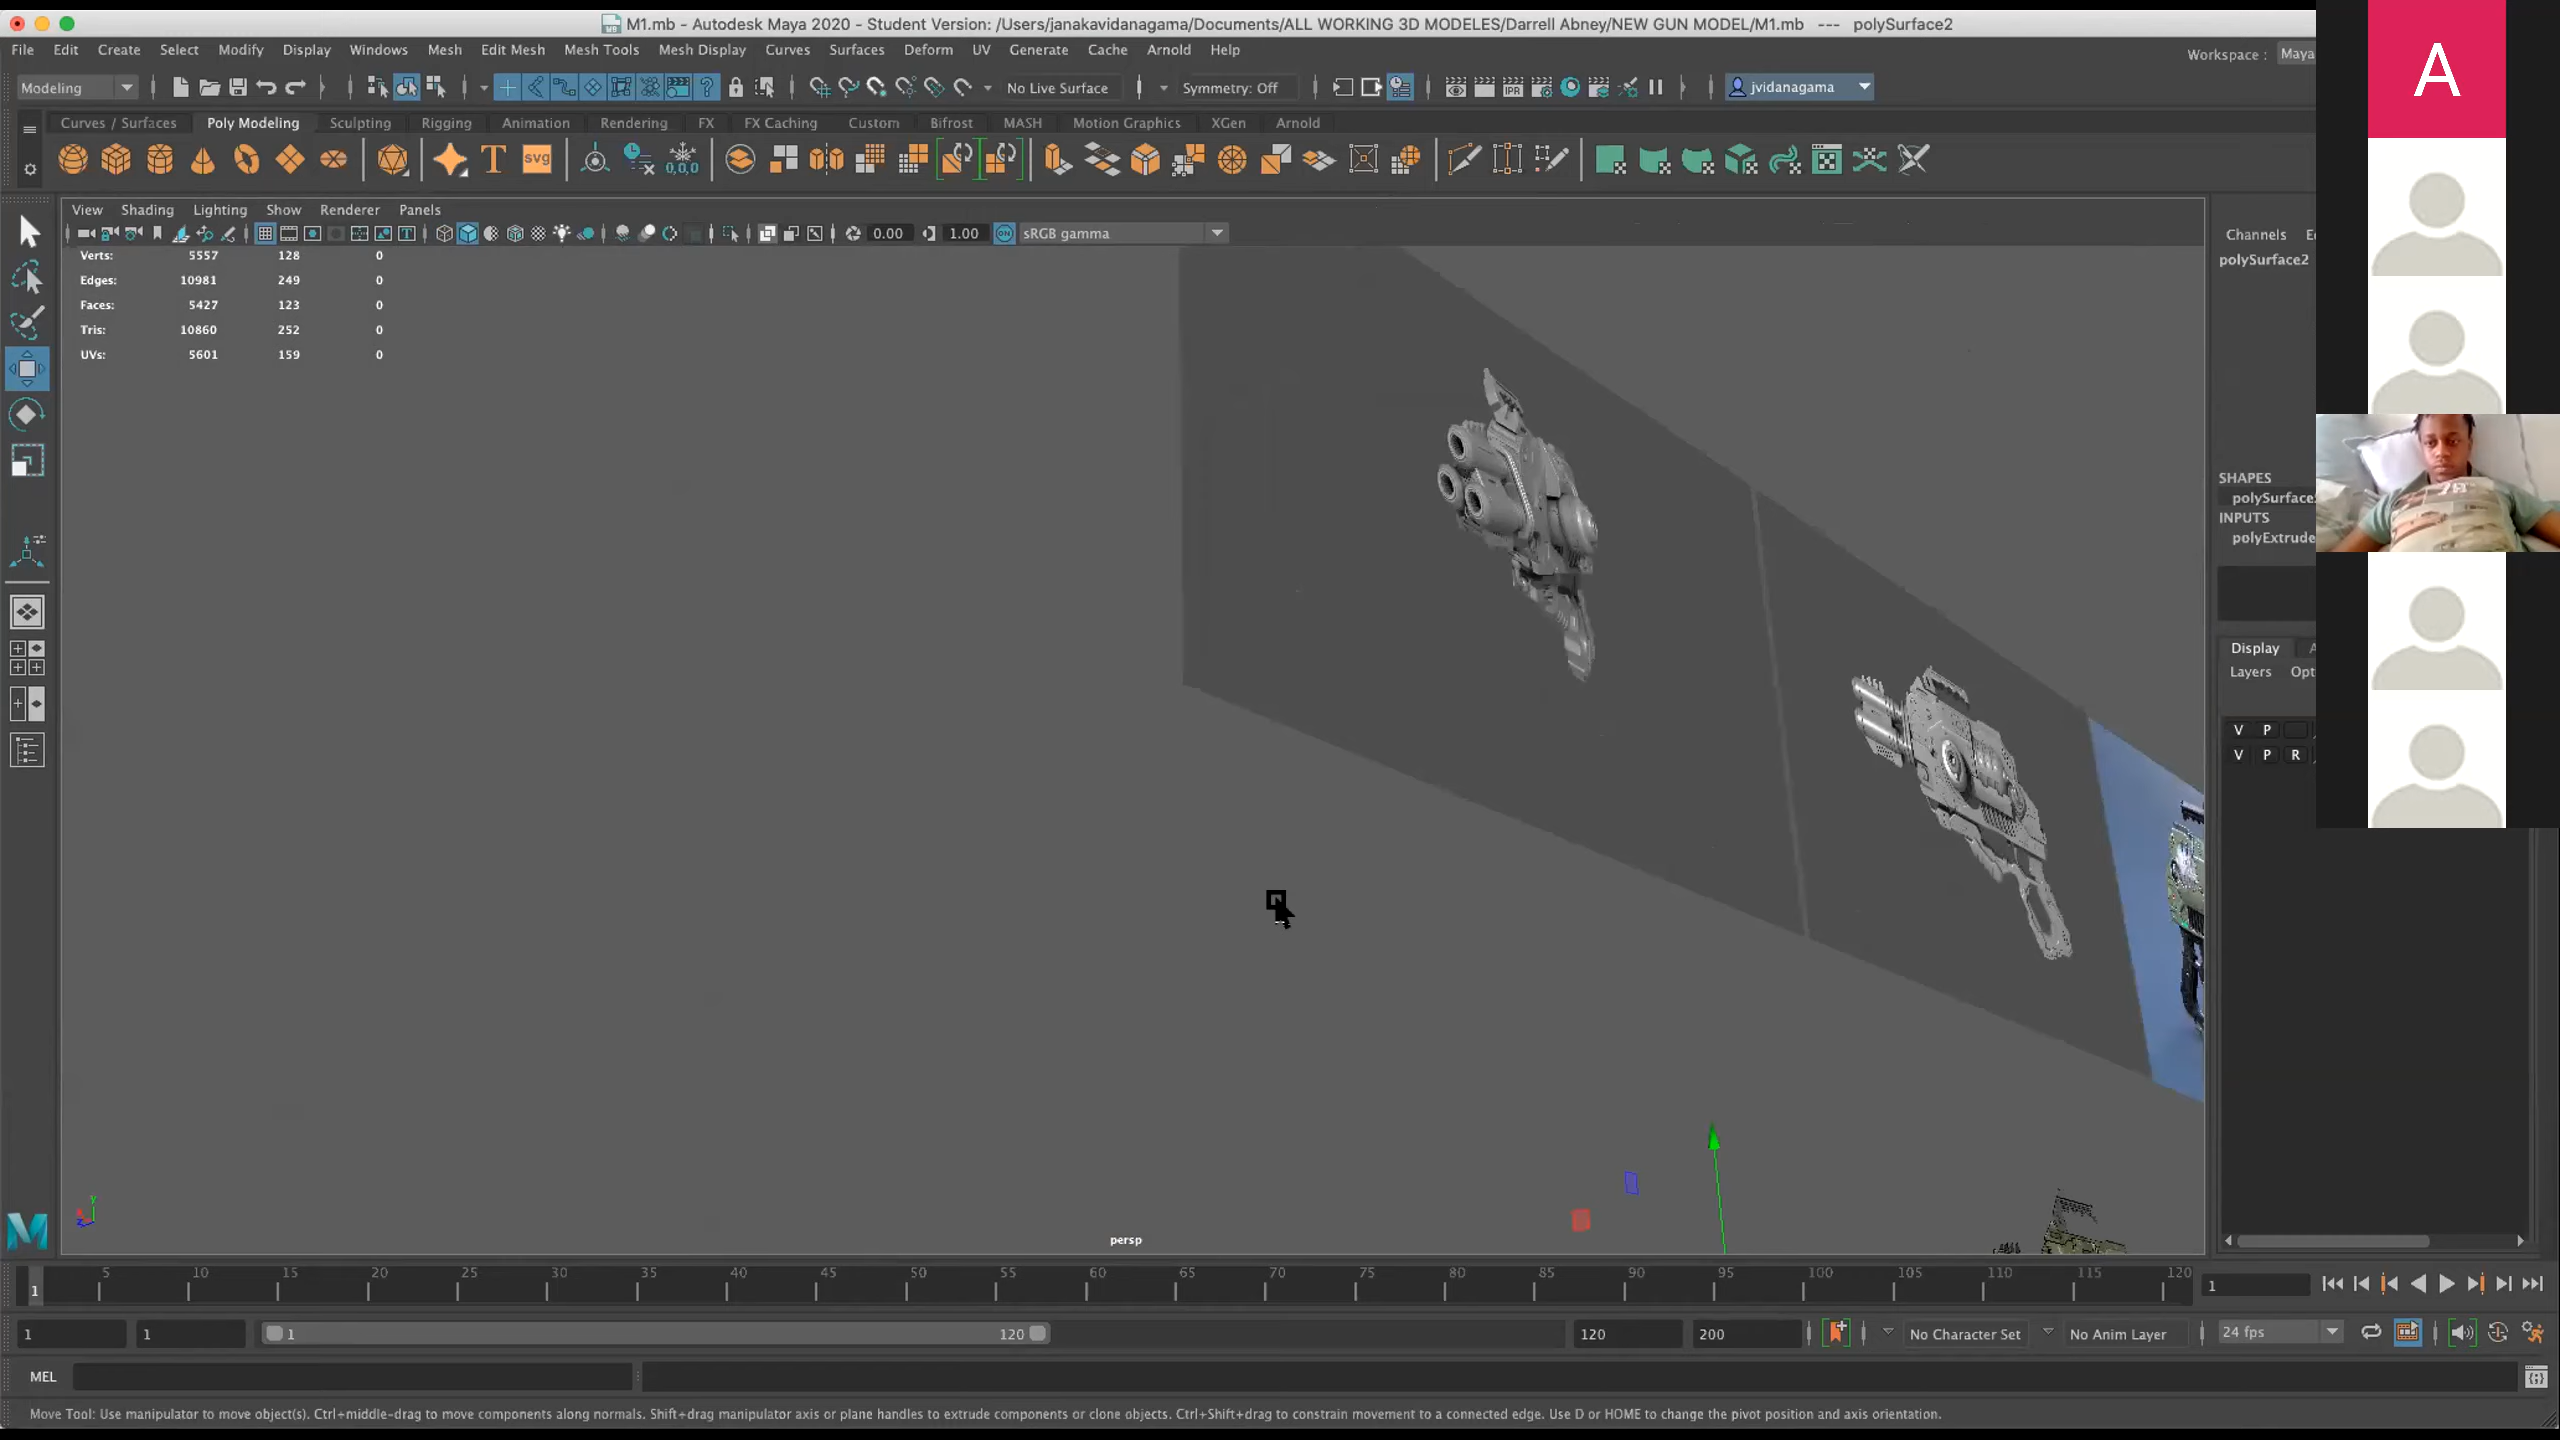 M1.mb - Autodesk Maya 2020 - Student Version: /Users/janakavidanagama/Documents/ALL WORKING 3D MODELES/Darrell Abney/NEW GUN MODEL/M1.mb --- polySurface2
File Edit Create Select Modify Display Windows Mesh Edit Mesh Mesh Tools Mesh Display Curves Surfaces Deform UV Generate Cache Arnold Help
Workspace : Maya
Modeling
No Live Surface
Symmetry: Off
IPR
jvidanagama
Curves / Surfaces Poly Modeling Sculpting Rigging Animation Rendering FX FX Caching Custom Bifrost MASH Motion Graphics XGen Arnold
T
svg
0,0,0
View Shading Lighting Show Renderer Panels
0.00
1.00
ON
sRGB gamma
Verts: 5557 128 0
Edges: 10981 249 0
Faces: 5427 123 0
Tris: 10860 252 0
UVs: 5601 159 0
A
Channels
polySurface2
SHAPES
polySurface
INPUTS
polyExtrude
Display
Layers Opt
V P
V P R
persp
y
z
M
5 10 15 20 25 30 35 40 45 50 55 60 65 70 75 80 85 90 95 100 105 110 115 120
1
1
1
1
1
120
120
200
No Character Set
No Anim Layer
24 fps
MEL
Move Tool: Use manipulator to move object(s). Ctrl+middle-drag to move components along normals. Shift+drag manipulator axis or plane handles to extrude components or clone objects. Ctrl+Shift+drag to constrain movement to a connected edge. Use D or HOME to change the pivot position and axis orientation.